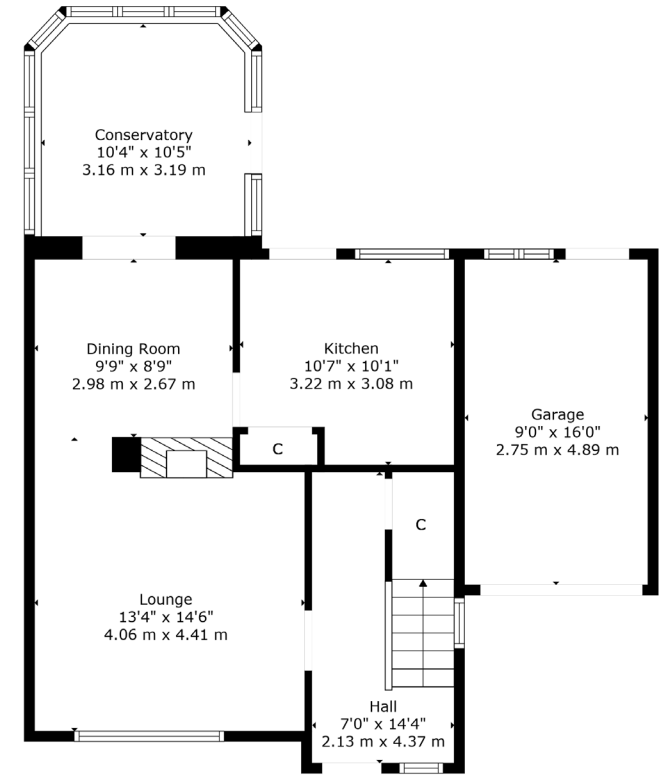 Conservatory
10'4" x 10'5"
3.16 m x 3.19 m
Dining Room
9'9" x 8'9"
2.98 m x 2.67 m
Kitchen
10'7" x 10'1"
3.22 m x 3.08 m
Garage
9'0" x 16'0"
2.75 m x 4.89 m
C
C
Lounge
13'4" x 14'6"
4.06 m x 4.41 m
Hall
7'0" x 14'4"
2.13 m x 4.37 m